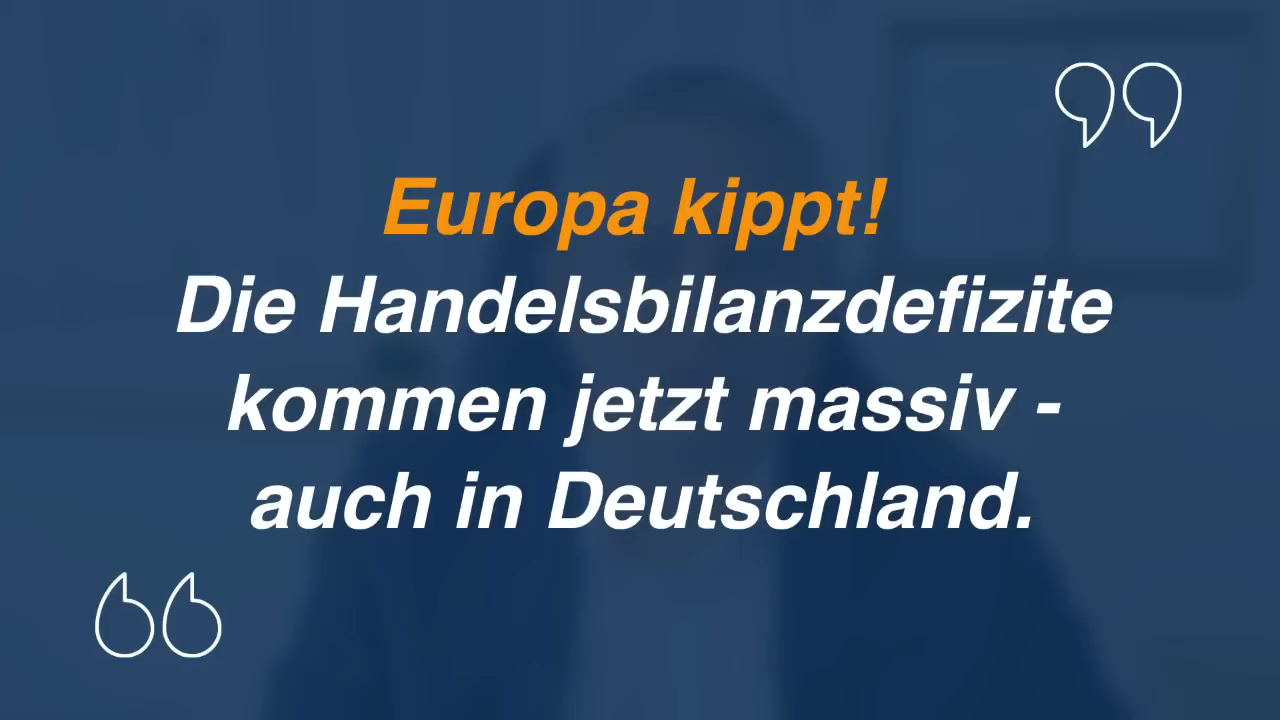 Europa kippt!
Die Handelsbilanzdefizite
kommen jetzt massiv -
auch in Deutschland.